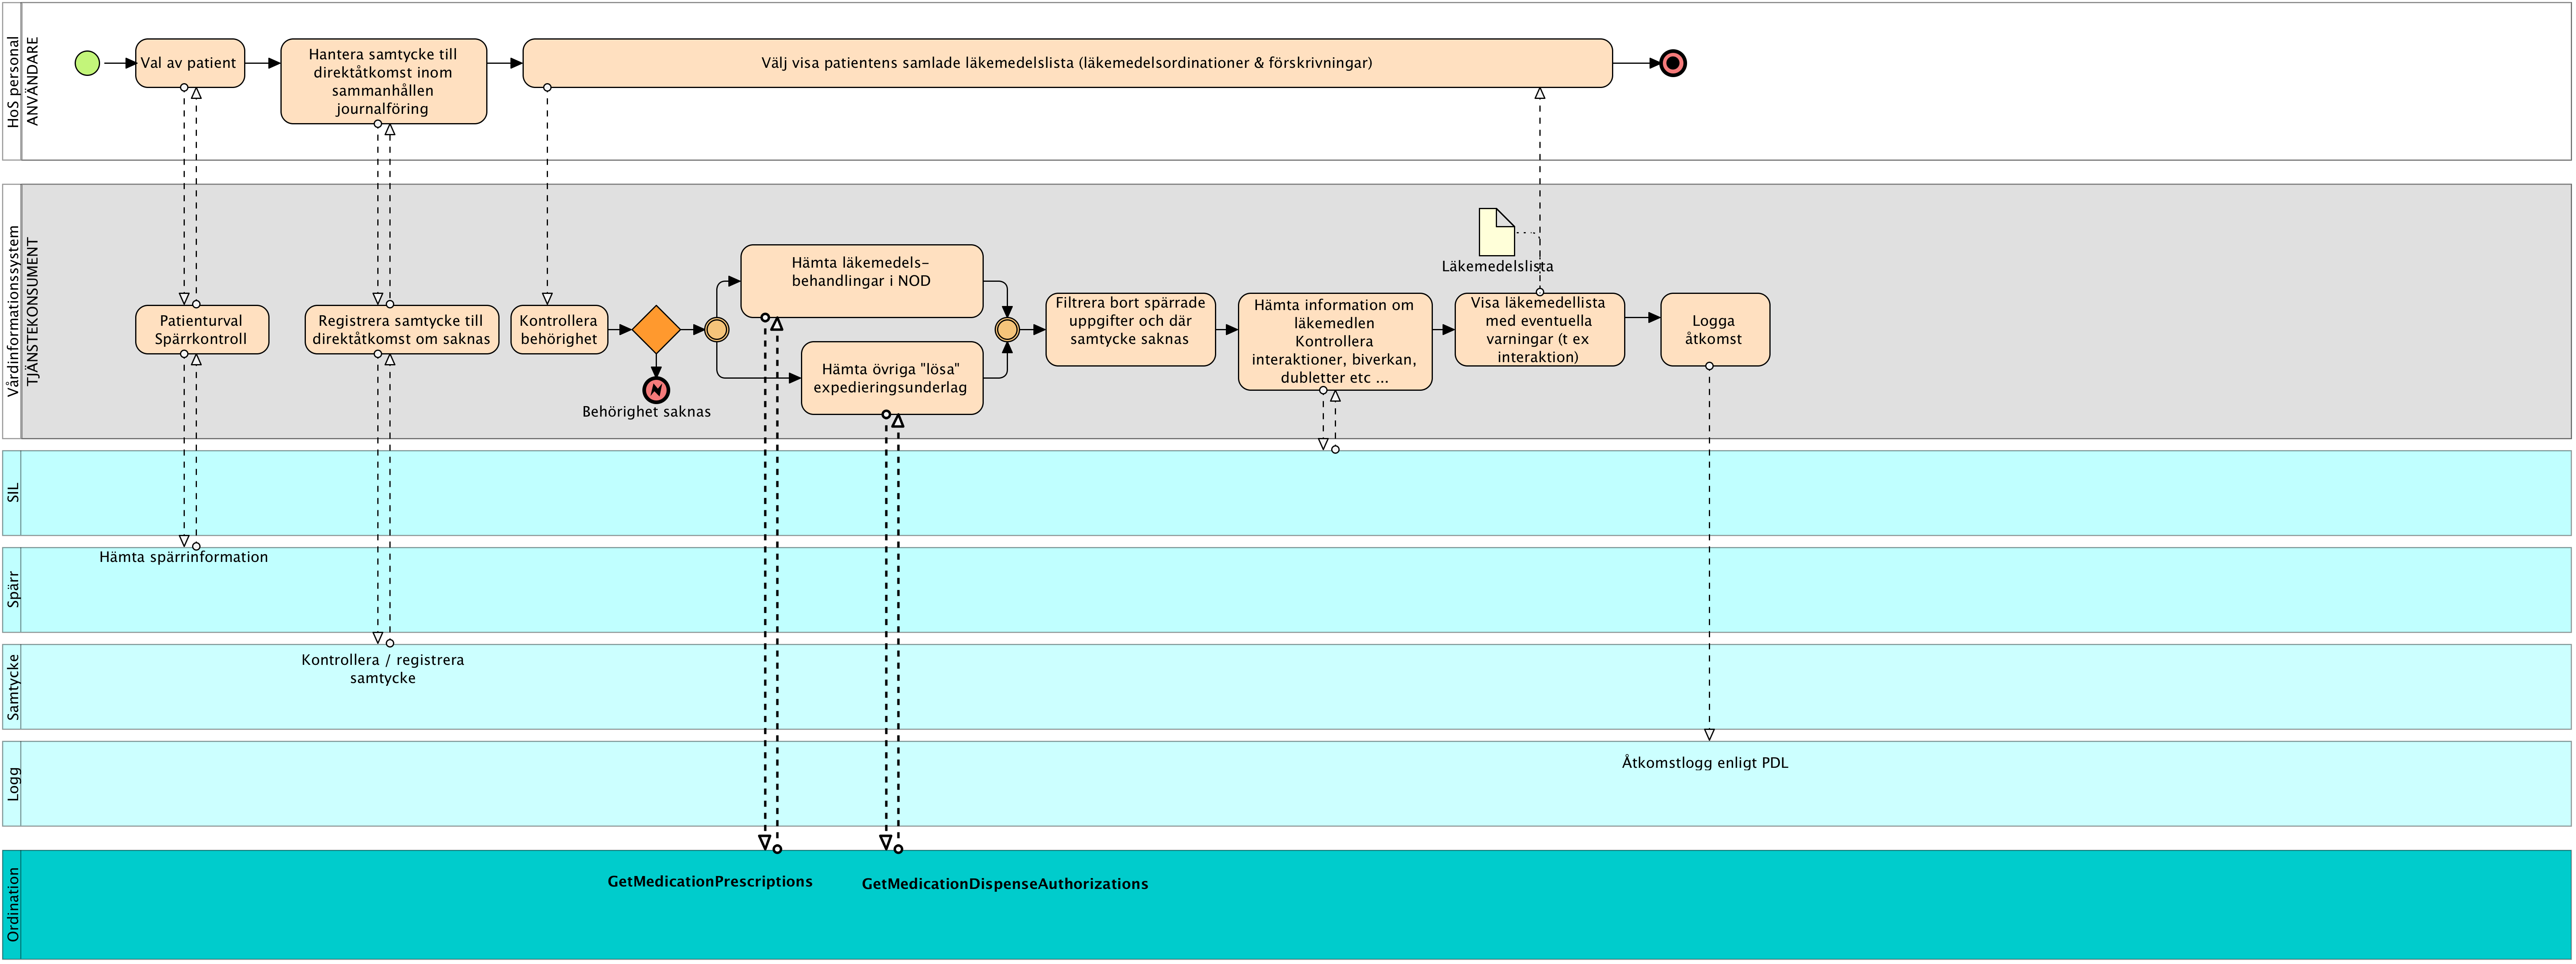 HoS personal
ANVÄNDARE
Val av patient
Hantera samtycke till
direktåtkomst inom
sammanhållen
journalföring
Välj visa patientens samlade läkemedelslista (läkemedelsordinationer & förskrivningar)
Vårdinformationssystem
TJÄNSTEKONSUMENT
Patienturval
Spärrkontroll
Registrera samtycke till
direktåtkomst om saknas
Kontrollera
behörighet
Behörighet saknas
Hämta läkemedels-
behandlingar i NOD
Hämta övriga "lösa"
expedieringsunderlag
Filtrera bort spärrade
uppgifter och där
samtycke saknas
Hämta information om
läkemedlen
Kontrollera
interaktioner, biverkan,
dubletter etc ...
Läkemedelslista
Visa läkemedellista
med eventuella
varningar (t ex
interaktion)
Logga
åtkomst
SIL
Spärr
Hämta spärrinformation
Samtycke
Kontrollera / registrera
samtycke
Logg
Åtkomstlogg enligt PDL
Ordination
GetMedicationPrescriptions
GetMedicationDispenseAuthorizations